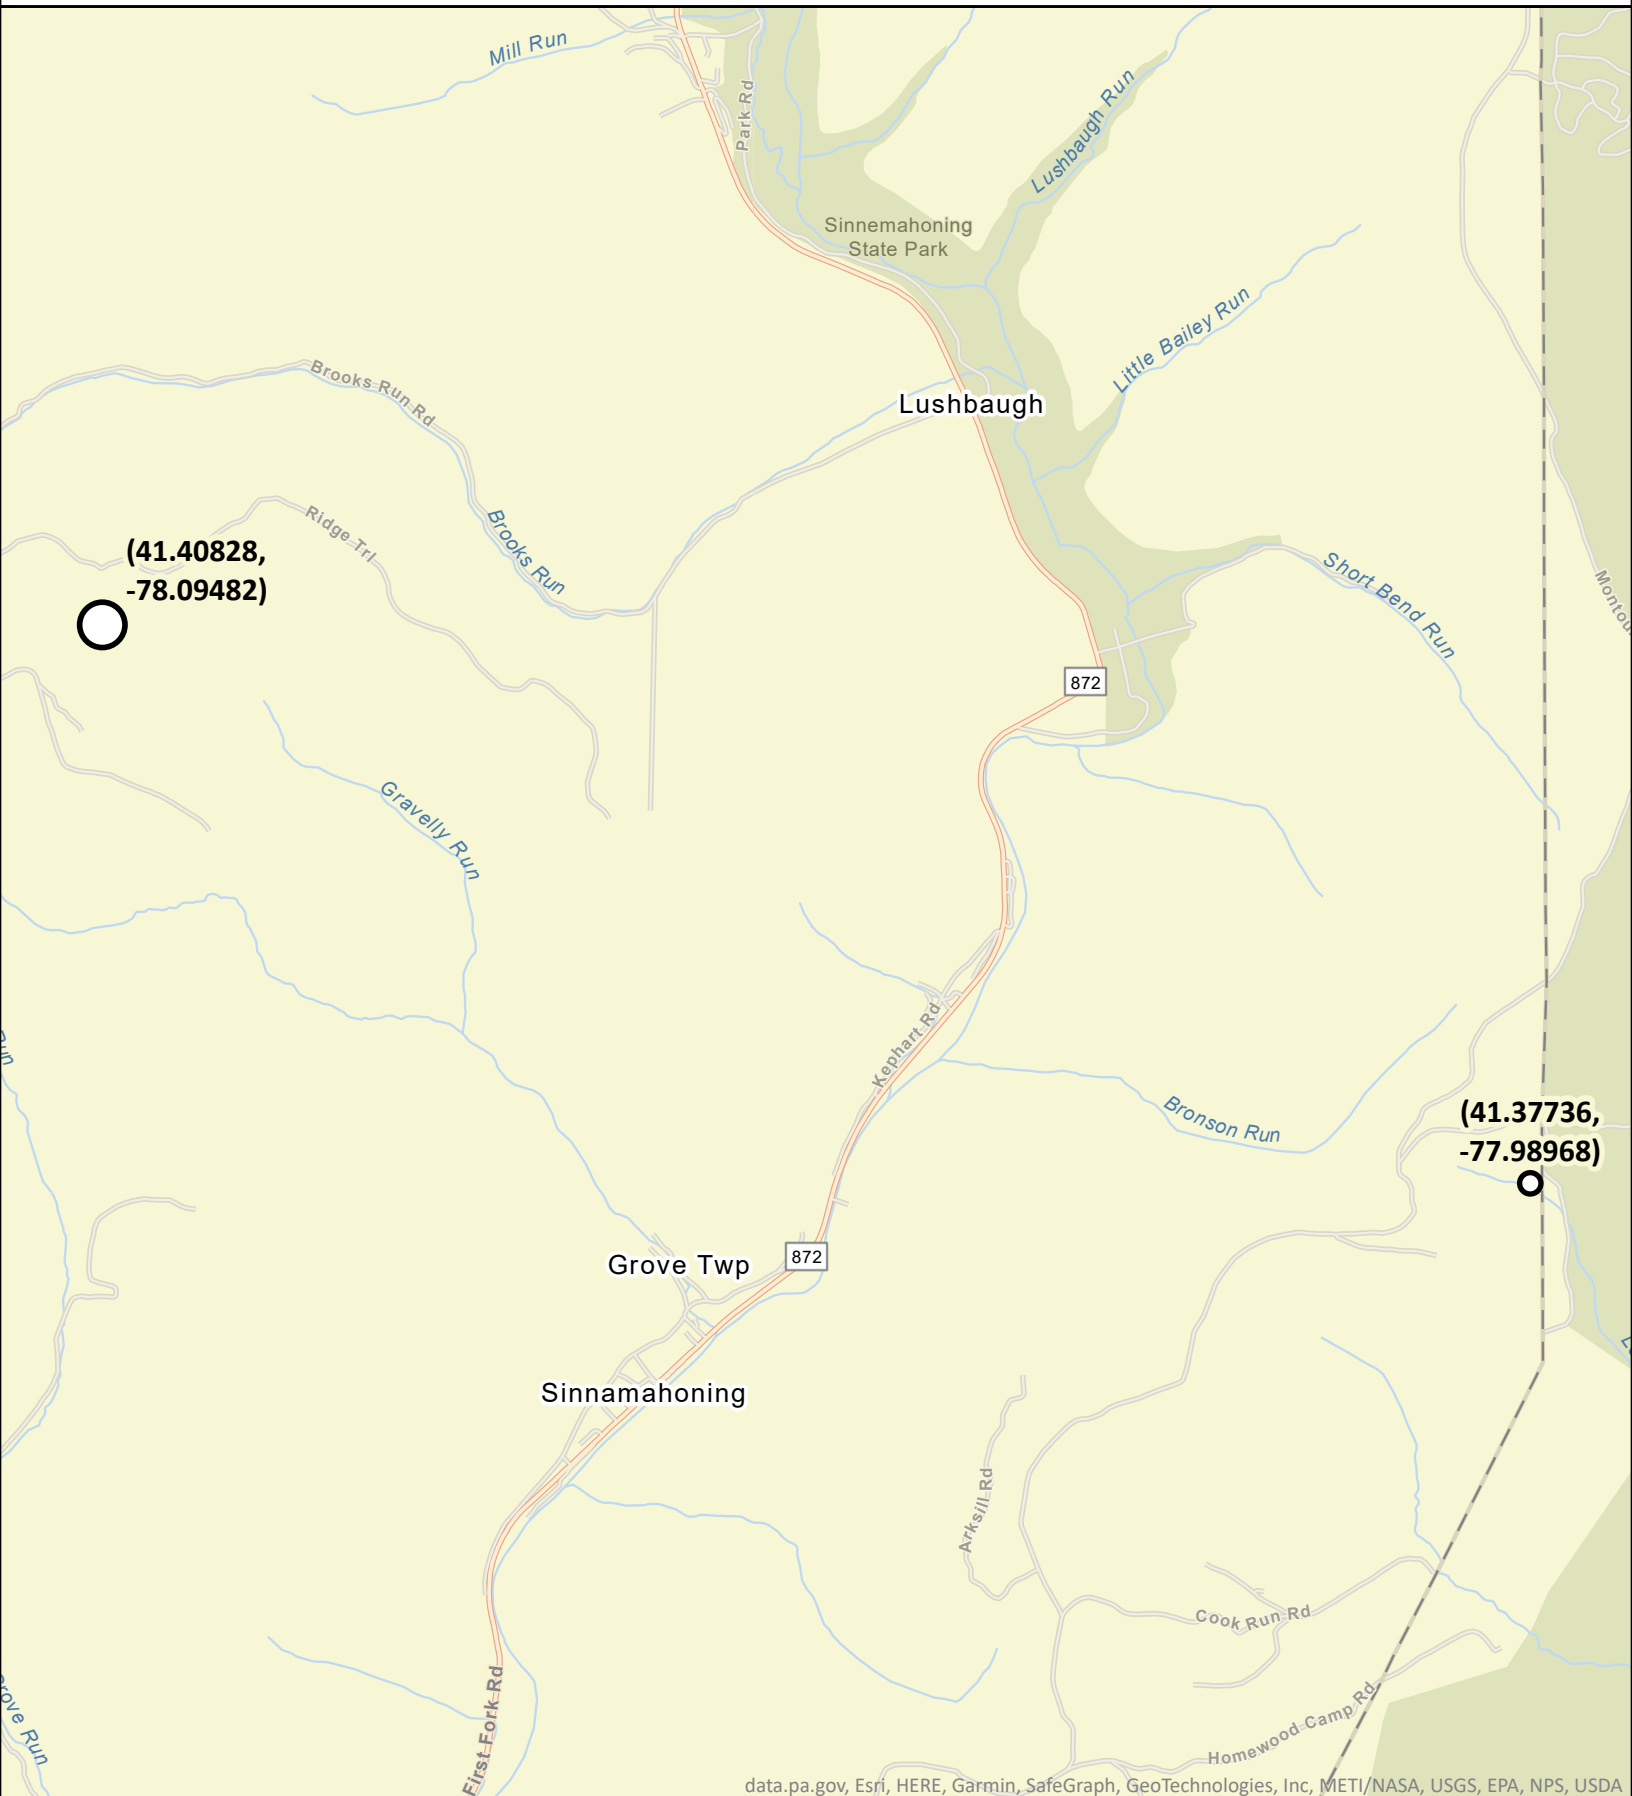 Mill Run
Park Rd
Lushbaugh Run
Sinnemahoning
State Park
Little Bailey Run
Brooks Run Rd
Lushbaugh
Ridge Trl
Brooks Run
(41.40828,
-78.09482)
Short Bend Run
872
Gravelly Run
Kephart Rd
Bronson Run
(41.37736,
-77.98968)
Grove Twp
872
Sinnamahoning
Arksill Rd
Cook Run Rd
First Fork Rd
Run
Homewood Camp Rd
data.pa.gov, Esri, HERE, Garmin, SafeGraph, GeoTechnologies, Inc, METI/NASA, USGS, EPA, NPS, USDA